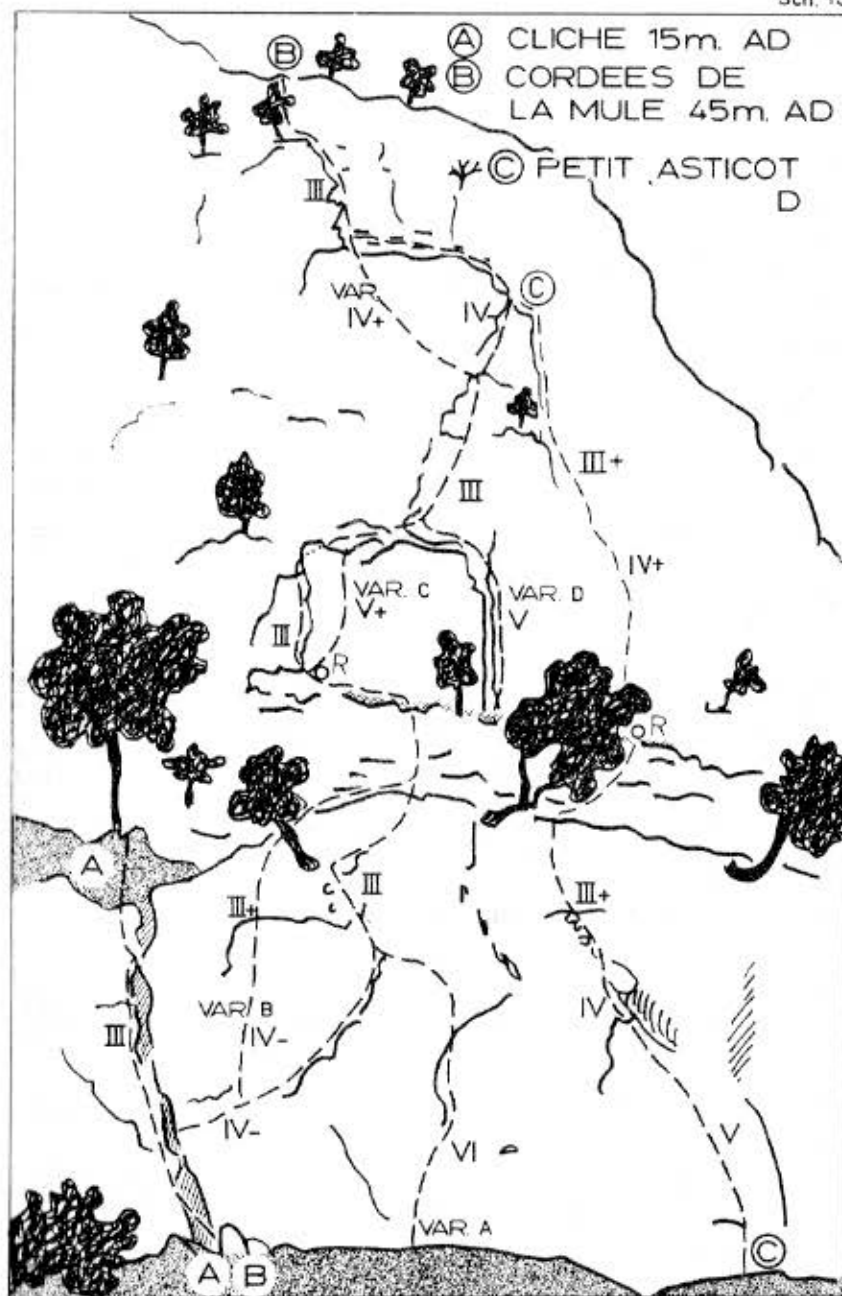 Ⓐ CLICHE 15m. AD
Ⓑ
Ⓑ CORDEES DE
LA MULE 45m. AD
Ⓒ PETIT ASTICOT
D
III
VAR.
IV+
IV-
Ⓒ
III
III+
IV+
VAR. C
V+
VAR. D
V
III
R
R
A
III+
III
III+
III
VAR. B
IV-
IV
IV-
VI
V
VAR. A
A B
Ⓒ